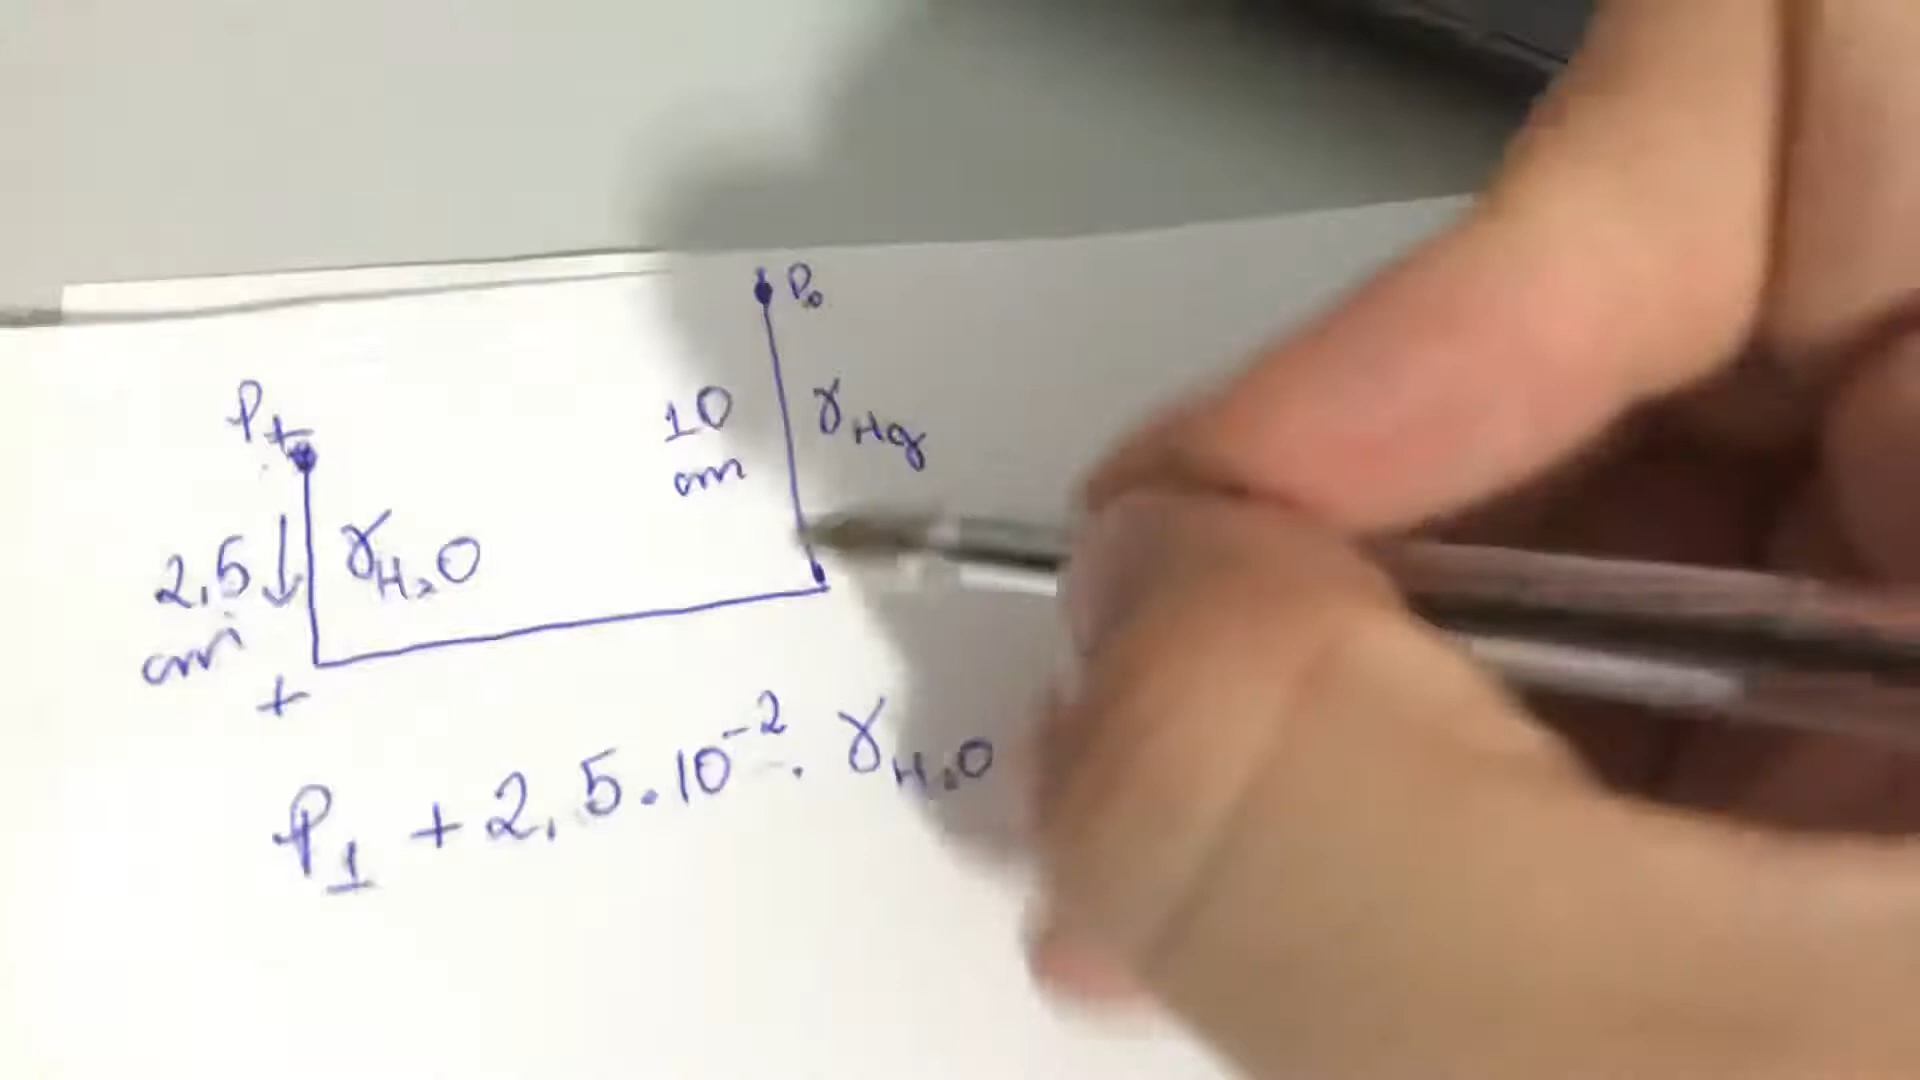 P₀
10
cm
γHg
P1
2,5 ↓
cm
γH₂O
+
P1 + 2,5.10⁻². γH₂O